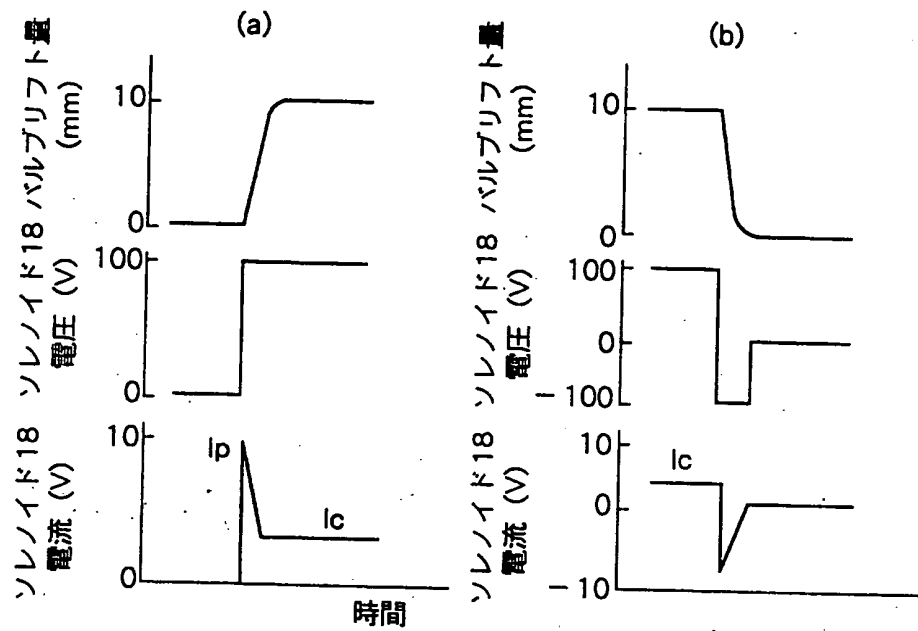 (a)
バルブリフト量
(mm)
10
0
ソレノイド18
電圧 (V)
100
0
ソレノイド18
電流 (V)
10
0
Ip
Ic
時間
(b)
バルブリフト量
(mm)
10
0
ソレノイド18
電圧 (V)
100
0
－100
ソレノイド18
電流 (V)
10
0
－10
Ic